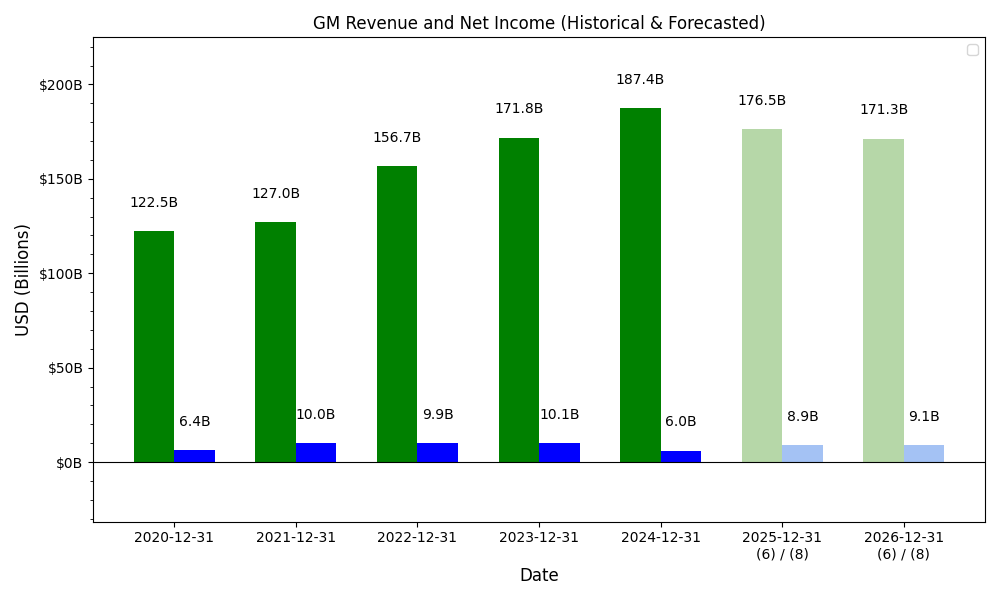 GM Revenue and Net Income (Historical & Forecasted)
USD (Billions)
$200B
$150B
$100B
$50B
$0B
122.5B
6.4B
127.0B
10.0B
156.7B
9.9B
171.8B
10.1B
187.4B
6.0B
176.5B
8.9B
171.3B
9.1B
2020-12-31
2021-12-31
2022-12-31
2023-12-31
2024-12-31
2025-12-31
(6) / (8)
2026-12-31
(6) / (8)
Date